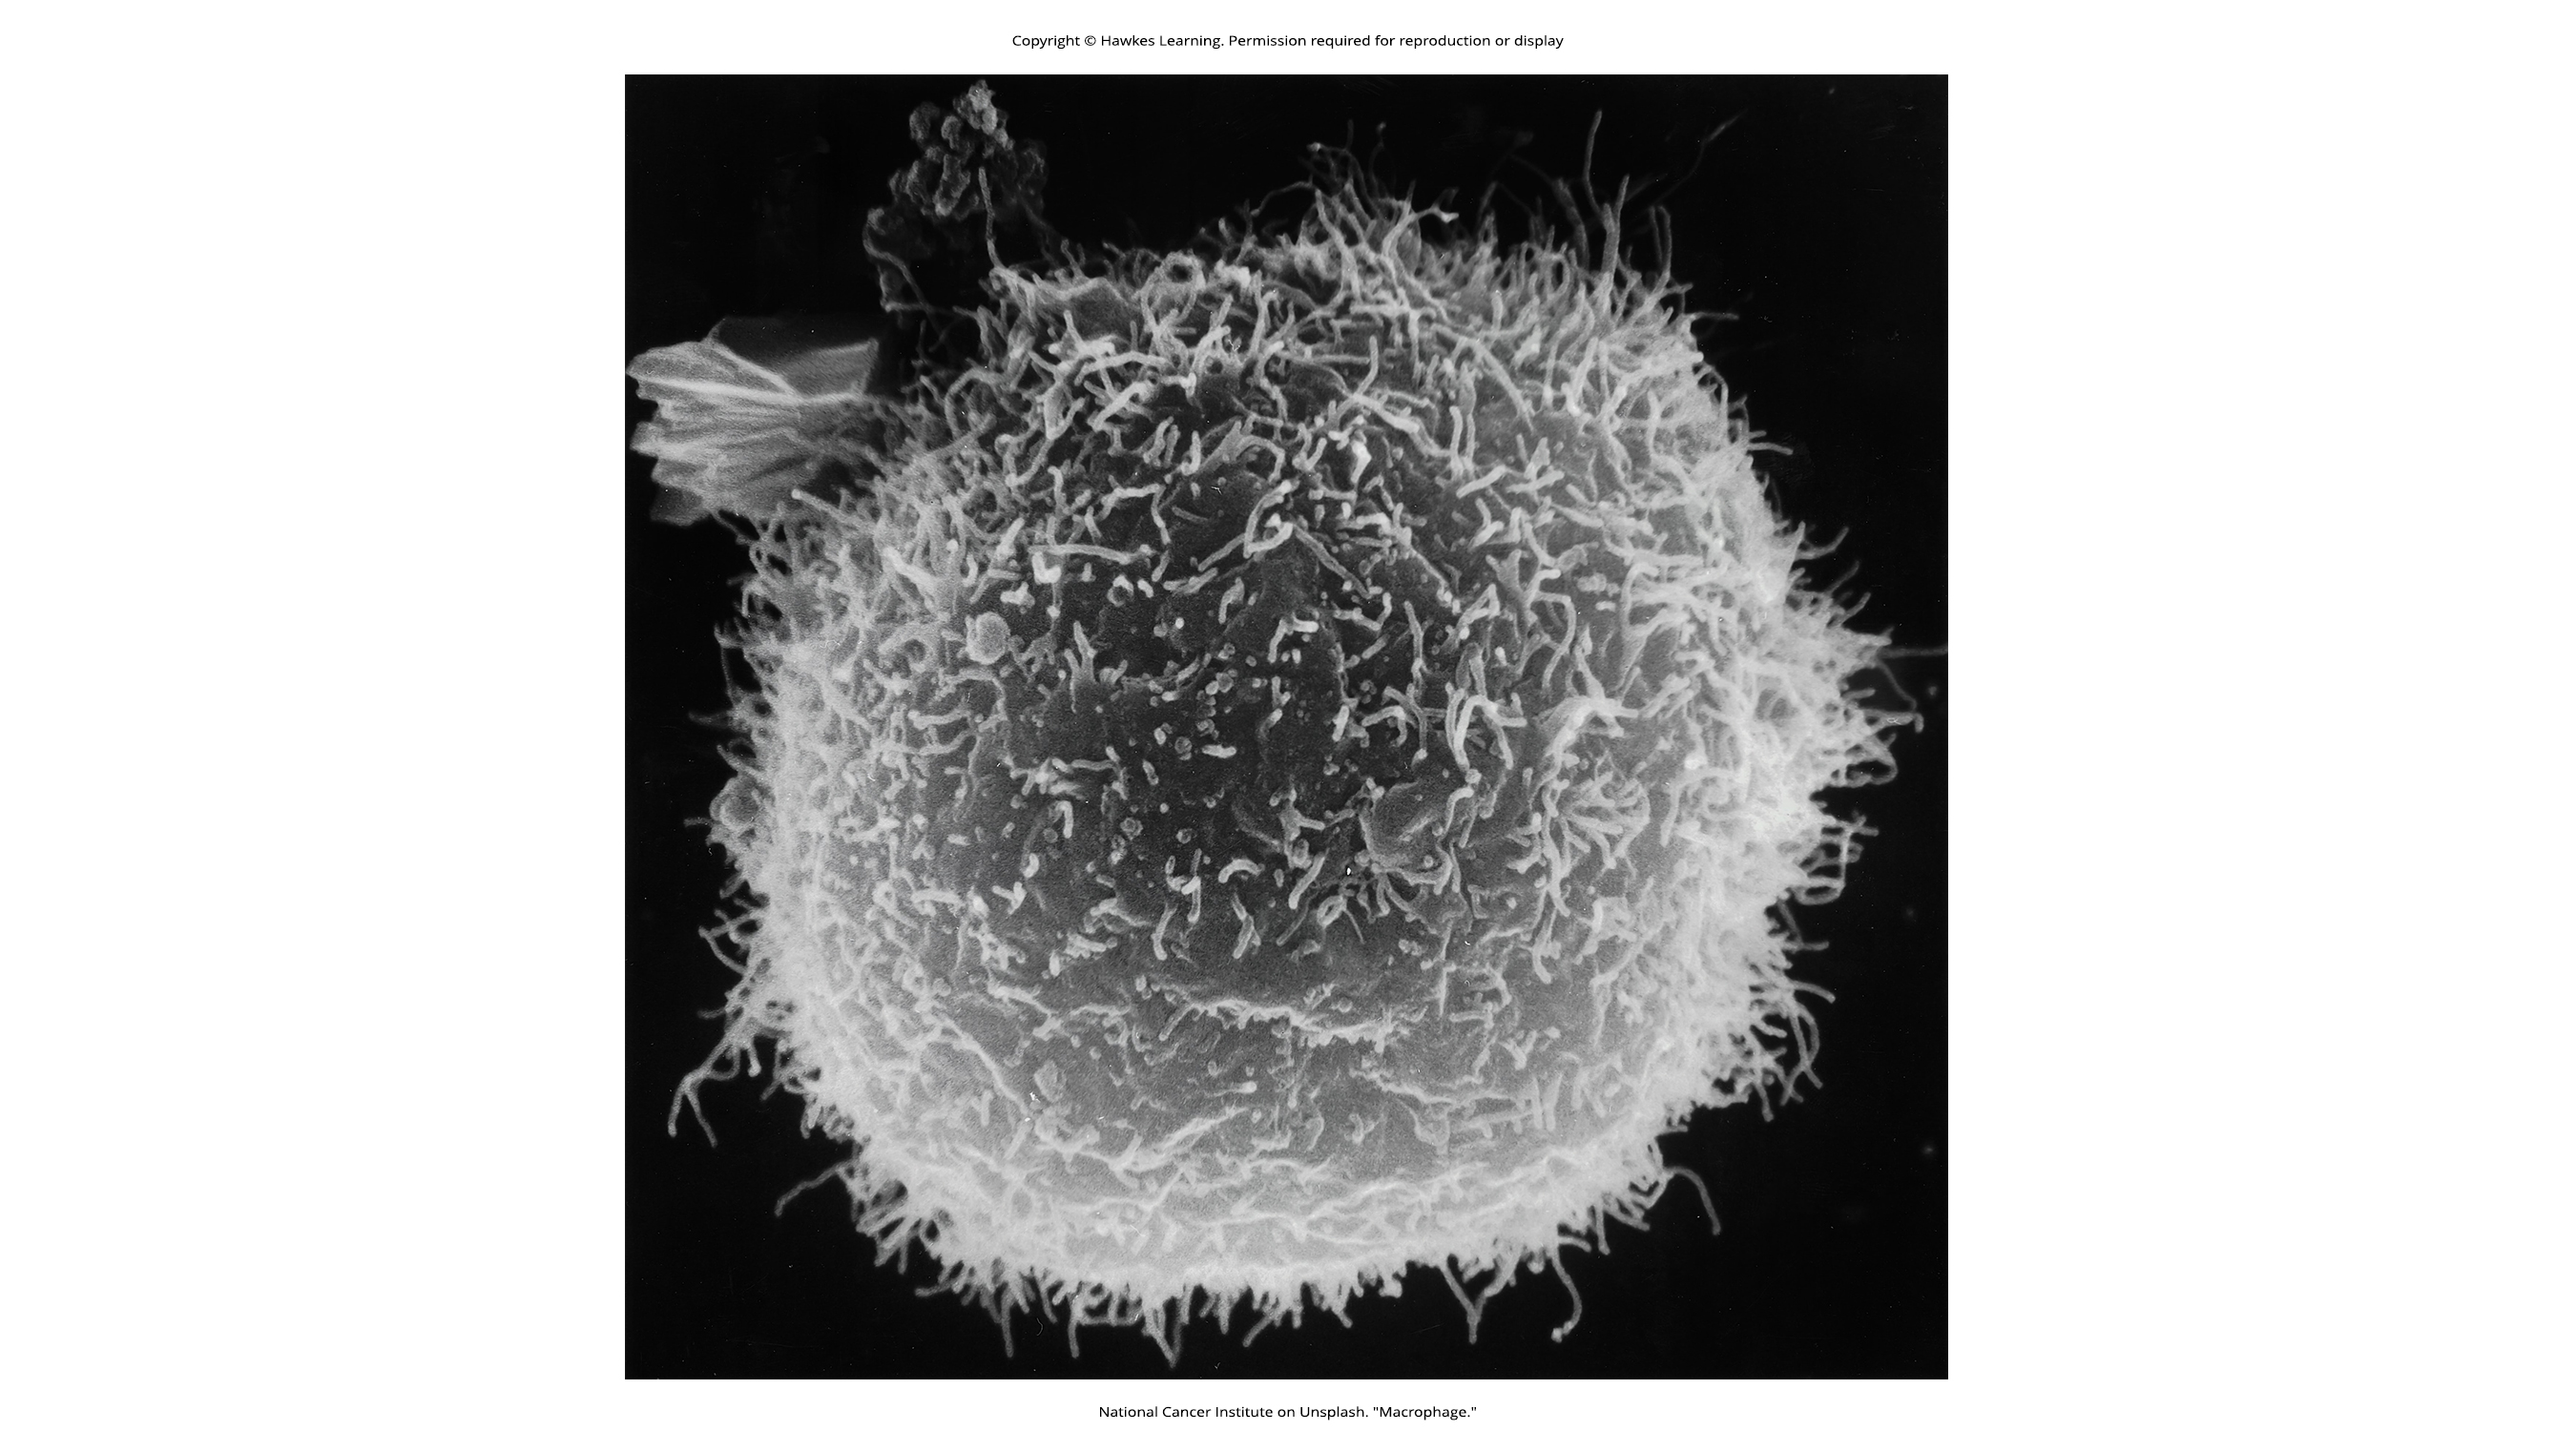 Copyright © Hawkes Learning. Permission required for reproduction or display
National Cancer Institute on Unsplash. "Macrophage."